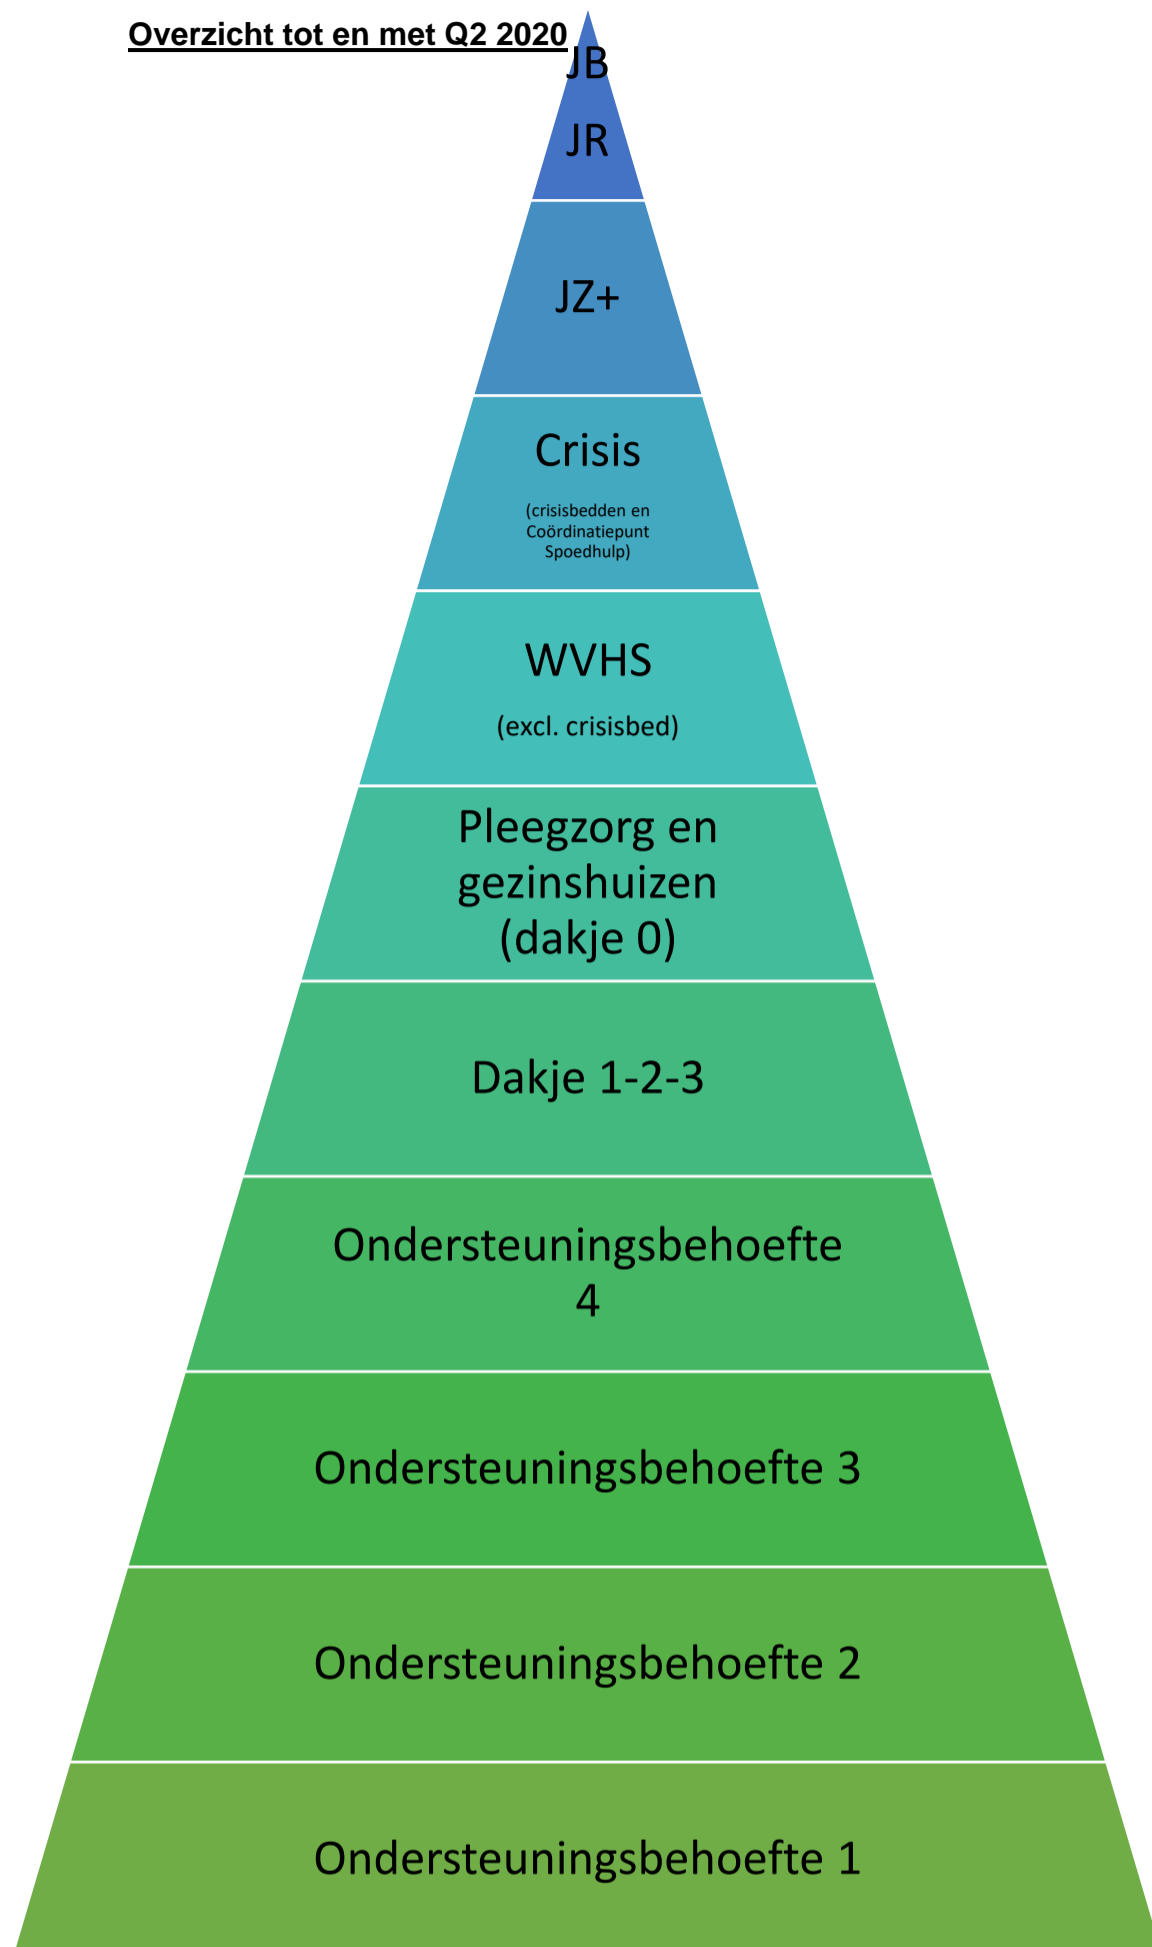 Overzicht tot en met Q2 2020
JB
JR
JZ+
Crisis
(crisisbedden en
Coördinatiepunt
Spoedhulp)
WVHS
(excl. crisisbed)
Pleegzorg en
gezinshuizen
(dakje 0)
Dakje 1-2-3
Ondersteuningsbehoefte
4
Ondersteuningsbehoefte 3
Ondersteuningsbehoefte 2
Ondersteuningsbehoefte 1